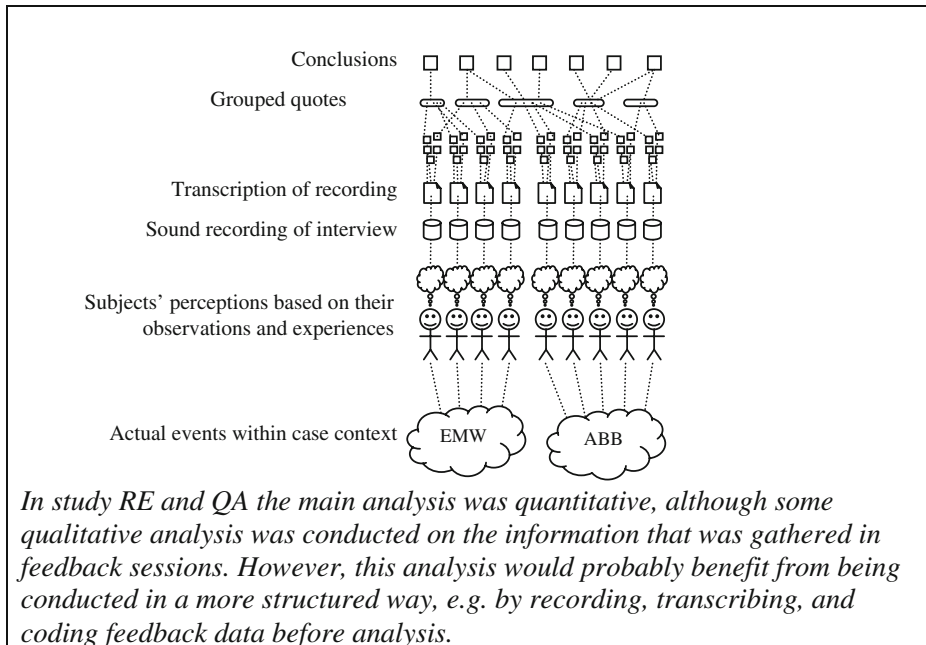 Conclusions
Grouped quotes
Transcription of recording
Sound recording of interview
Subjects’ perceptions based on their
observations and experiences
Actual events within case context
EMW
ABB
In study RE and QA the main analysis was quantitative, although some
qualitative analysis was conducted on the information that was gathered in
feedback sessions. However, this analysis would probably benefit from being
conducted in a more structured way, e.g. by recording, transcribing, and
coding feedback data before analysis.